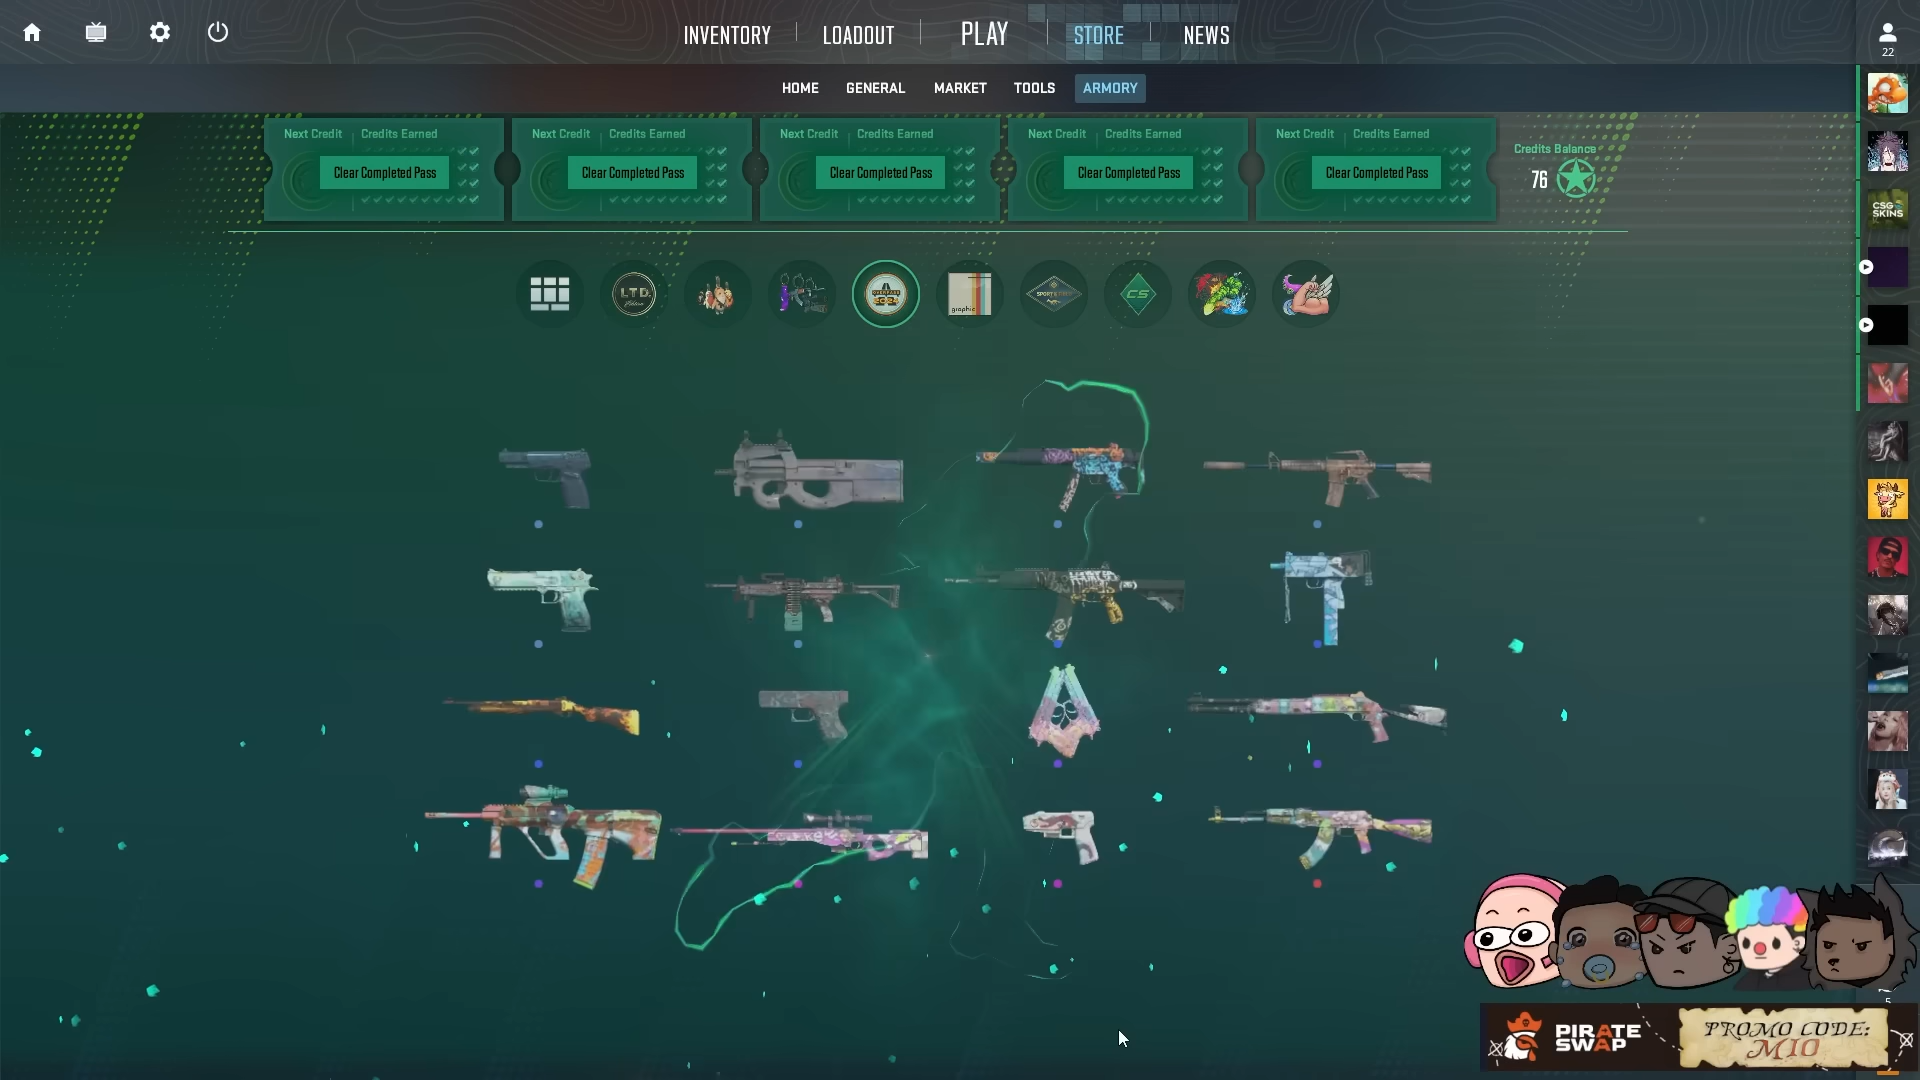 INVENTORY
LOADOUT
PLAY
STORE
NEWS
22
HOME
GENERAL
MARKET
TOOLS
ARMORY
Next Credit
Credits Earned
Clear Completed Pass
Next Credit
Credits Earned
Clear Completed Pass
Next Credit
Credits Earned
Clear Completed Pass
Next Credit
Credits Earned
Clear Completed Pass
Next Credit
Credits Earned
Clear Completed Pass
Credits Balance
76
LTD.
graphic
CS
CSG
SKINS
5
PIRATE
SWAP
PROMO CODE:
M10